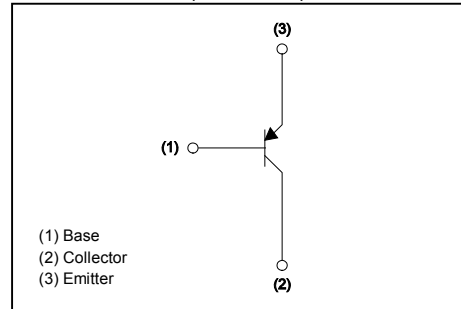 (3)
(1)
(1) Base
(2) Collector
(3) Emitter
(2)